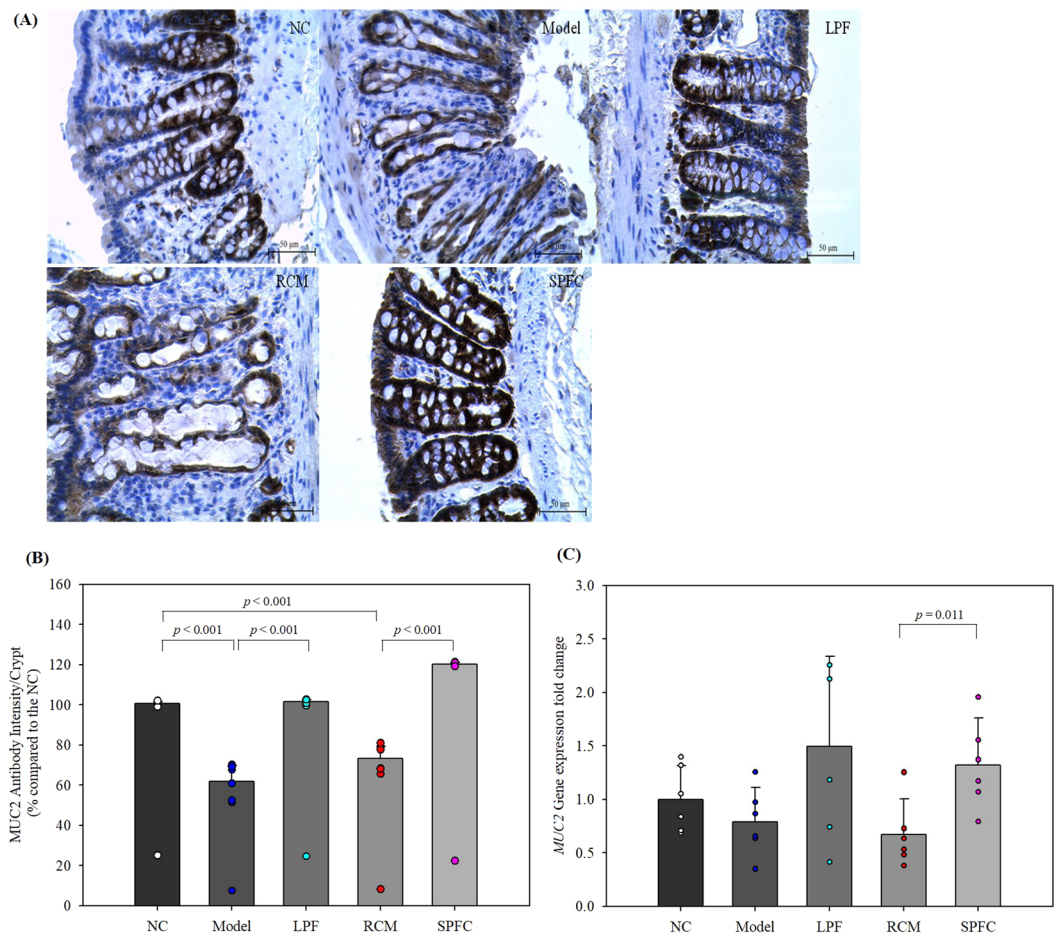 (A)
NC
Model
LPF
50 µm
50 µm
50 µm
RCM
SPFC
50 µm
50 µm
(B)
MUC2 Antibody Intensity/Crypt
(% compared to the NC)
160
140
120
100
80
60
40
20
0
p < 0.001
p < 0.001
p < 0.001
p < 0.001
NC
Model
LPF
RCM
SPFC
(C)
MUC2 Gene expression fold change
3.0
2.5
2.0
1.5
1.0
0.5
0.0
p = 0.011
NC
Model
LPF
RCM
SPFC